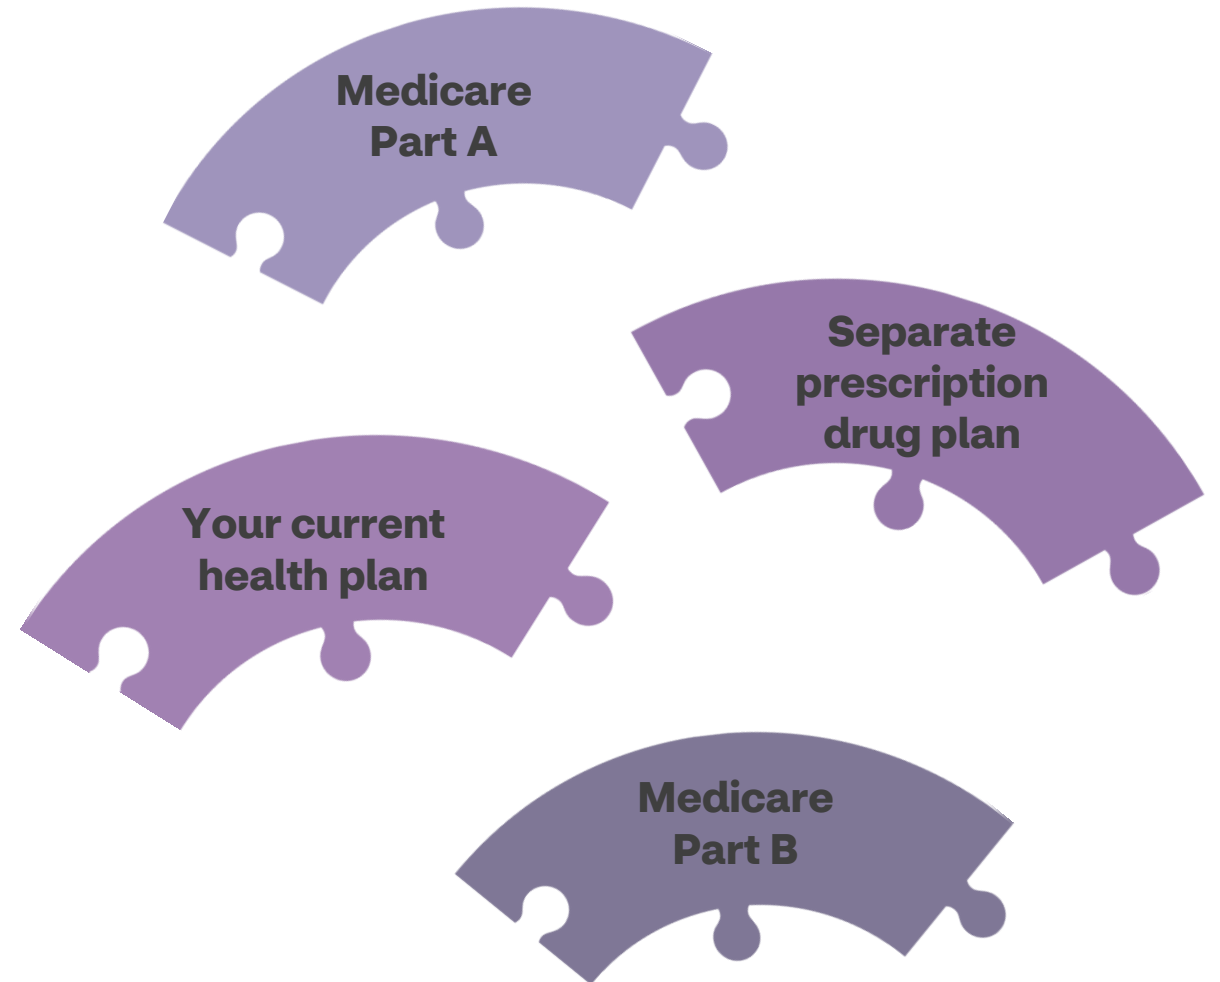 Medicare
Part A
Separate
prescription
drug plan
Your current
health plan
Medicare
Part B